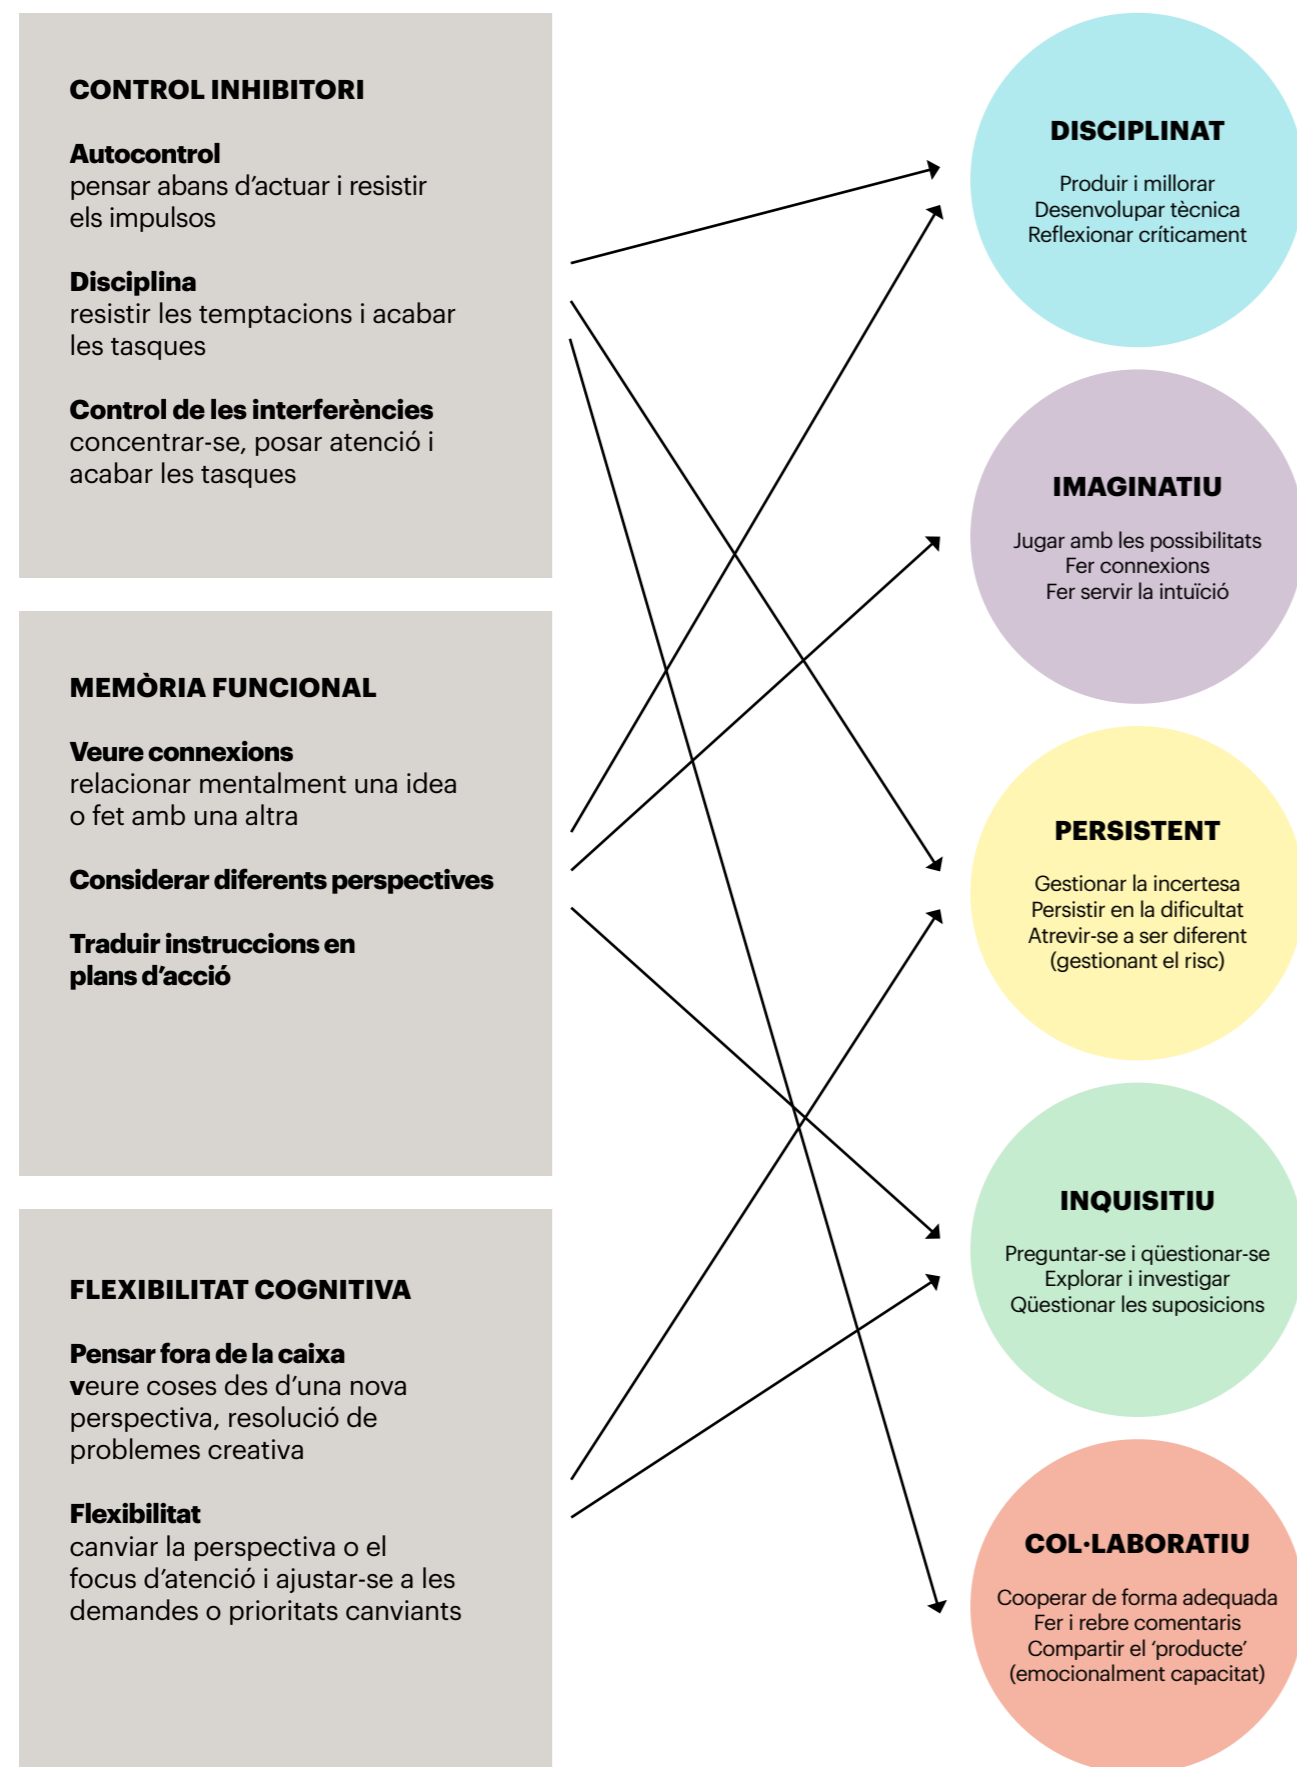 CONTROL INHIBITORI
Autocontrol
pensar abans d'actuar i resistir
els impulsos
Disciplina
resistir les temptacions i acabar
les tasques
Control de les interferències
concentrar-se, posar atenció i
acabar les tasques
MEMÒRIA FUNCIONAL
Veure connexions
relacionar mentalment una idea
o fet amb una altra
Considerar diferents perspectives
Traduir instruccions en
plans d'acció
FLEXIBILITAT COGNITIVA
Pensar fora de la caixa
veure coses des d'una nova
perspectiva, resolució de
problemes creativa
Flexibilitat
canviar la perspectiva o el
focus d'atenció i ajustar-se a les
demandes o prioritats canviants
DISCIPLINAT
Produir i millorar
Desenvolupar tècnica
Reflexionar críticament
IMAGINATIU
Jugar amb les possibilitats
Fer connexions
Fer servir la intuïció
PERSISTENT
Gestionar la incertesa
Persistir en la dificultat
Atrevir-se a ser diferent
(gestionant el risc)
INQUISITIU
Preguntar-se i qüestionar-se
Explorar i investigar
Qüestionar les suposicions
COL·LABORATIU
Cooperar de forma adequada
Fer i rebre comentaris
Compartir el 'producte'
(emocionalment capacitat)